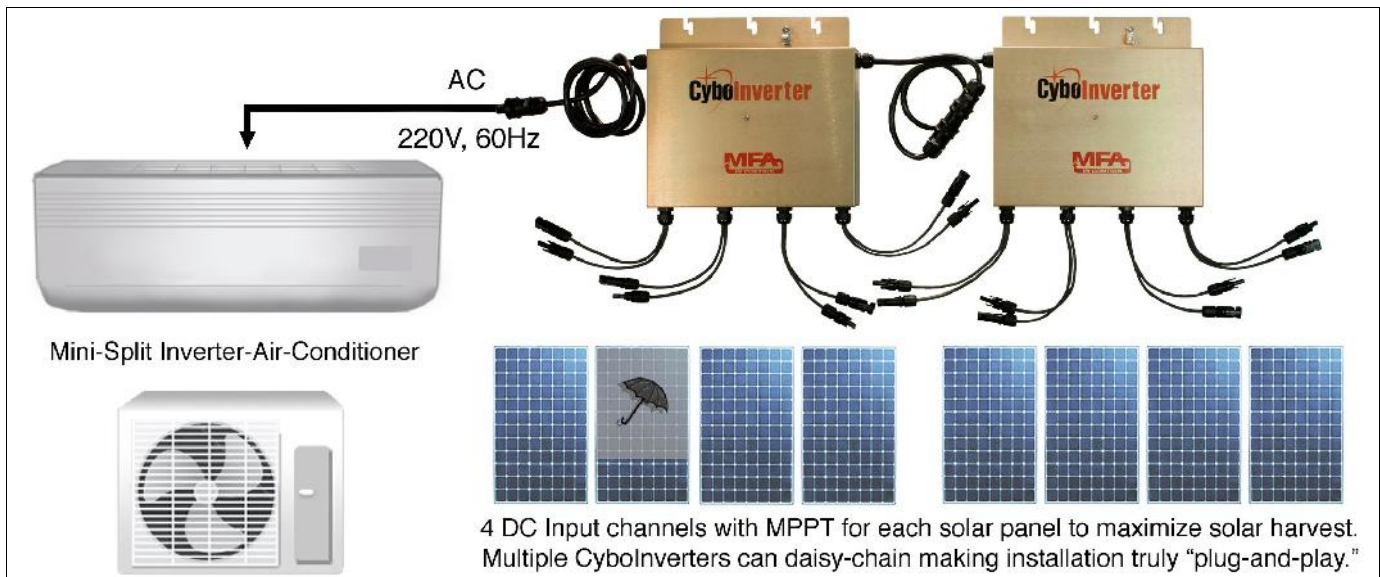 AC
220V, 60Hz
CyboInverter
MFA
CyboInverter
MFA
Mini-Split Inverter-Air-Conditioner
4 DC Input channels with MPPT for each solar panel to maximize solar harvest.
Multiple CyboInverters can daisy-chain making installation truly “plug-and-play.”